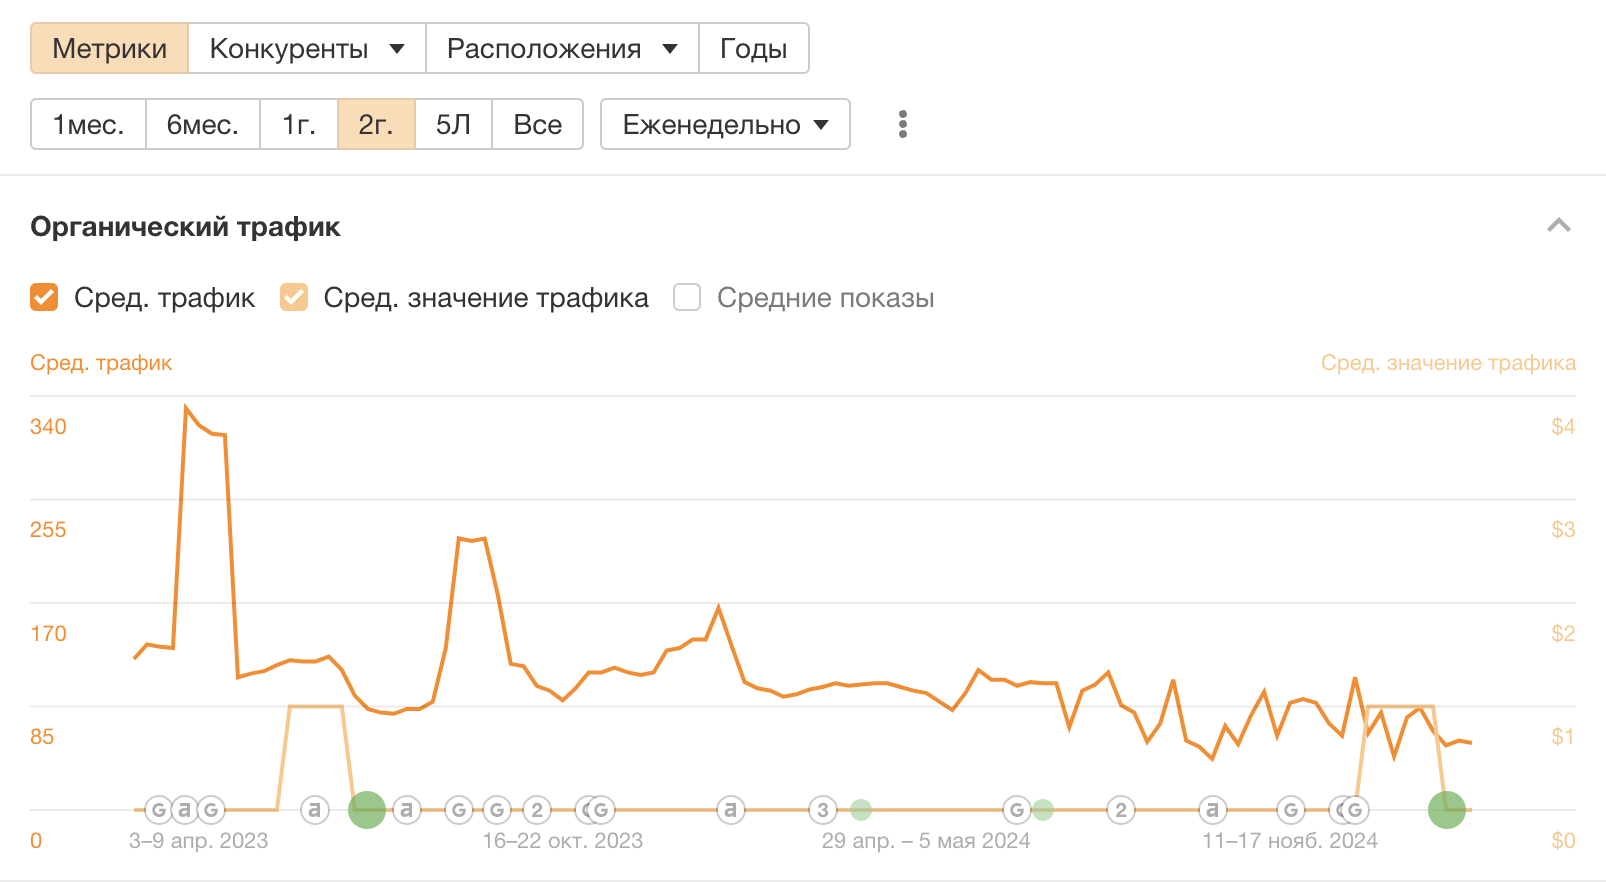 Метрики Конкуренты Расположения Годы
1мес. 6мес. 1г. 2г. 5Л Все Еженедельно
Органический трафик
Сред. трафик Сред. значение трафика Средние показы
Сред. трафик Сред. значение трафика
340 $4
255 $3
170 $2
85 $1
G a G a a G G 2 G a 3 G 2 a G G
0 3–9 апр. 2023 16–22 окт. 2023 29 апр. – 5 мая 2024 11–17 нояб. 2024 $0